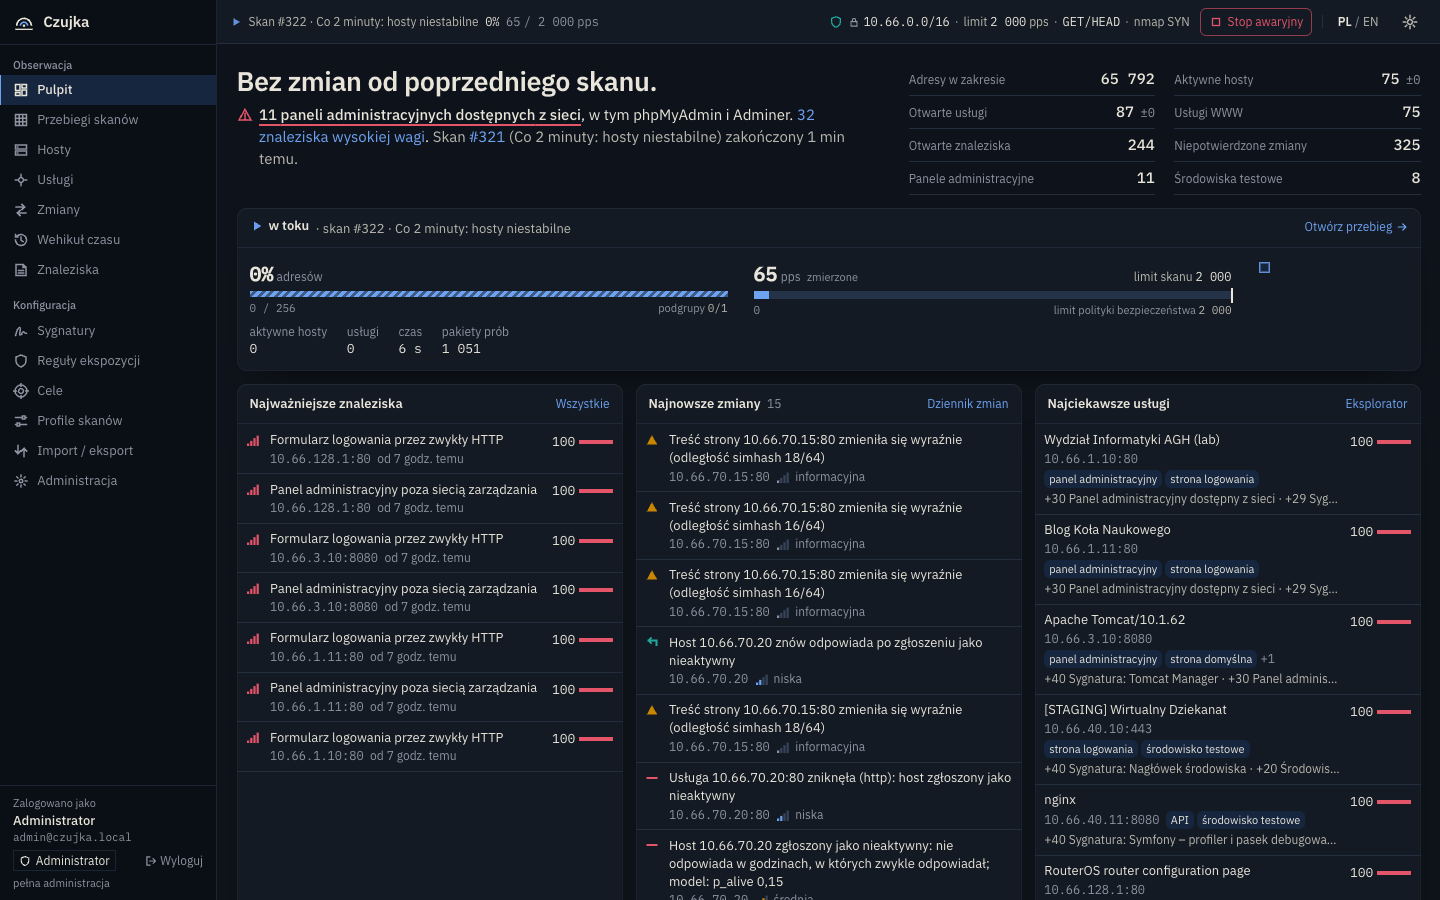 Czujka
Skan #322 · Co 2 minuty: hosty niestabilne 0% 65 / 2 000 pps
10.66.0.0/16 · limit 2 000 pps · GET/HEAD · nmap SYN
Stop awaryjny
PL / EN
Obserwacja
Pulpit
Przebiegi skanów
Hosty
Usługi
Zmiany
Wehikuł czasu
Znaleziska
Konfiguracja
Sygnatury
Reguły ekspozycji
Cele
Profile skanów
Import / eksport
Administracja
Zalogowano jako
Administrator
admin@czujka.local
Administrator
Wyloguj
pełna administracja
Bez zmian od poprzedniego skanu.
11 paneli administracyjnych dostępnych z sieci, w tym phpMyAdmin i Adminer. 32
znaleziska wysokiej wagi. Skan #321 (Co 2 minuty: hosty niestabilne) zakończony 1 min
temu.
Adresy w zakresie 65 792
Aktywne hosty 75 ±0
Otwarte usługi 87 ±0
Usługi WWW 75
Otwarte znaleziska 244
Niepotwierdzone zmiany 325
Panele administracyjne 11
Środowiska testowe 8
w toku · skan #322 · Co 2 minuty: hosty niestabilne
Otwórz przebieg →
0% adresów
0 / 256
podgrupy 0/1
65 pps zmierzone
limit skanu 2 000
0
limit polityki bezpieczeństwa 2 000
aktywne hosty usługi czas pakiety prób
0 0 6 s 1 051
Najważniejsze znaleziska
Wszystkie
Formularz logowania przez zwykły HTTP 100
10.66.128.1:80 od 7 godz. temu
Panel administracyjny poza siecią zarządzania 100
10.66.128.1:80 od 7 godz. temu
Formularz logowania przez zwykły HTTP 100
10.66.3.10:8080 od 7 godz. temu
Panel administracyjny poza siecią zarządzania 100
10.66.3.10:8080 od 7 godz. temu
Formularz logowania przez zwykły HTTP 100
10.66.1.11:80 od 7 godz. temu
Panel administracyjny poza siecią zarządzania 100
10.66.1.11:80 od 7 godz. temu
Formularz logowania przez zwykły HTTP 100
10.66.1.10:80 od 7 godz. temu
Najnowsze zmiany 15
Dziennik zmian
Treść strony 10.66.70.15:80 zmieniła się wyraźnie
(odległość simhash 18/64)
10.66.70.15:80 informacyjna
Treść strony 10.66.70.15:80 zmieniła się wyraźnie
(odległość simhash 16/64)
10.66.70.15:80 informacyjna
Treść strony 10.66.70.15:80 zmieniła się wyraźnie
(odległość simhash 16/64)
10.66.70.15:80 informacyjna
Host 10.66.70.20 znów odpowiada po zgłoszeniu jako
nieaktywny
10.66.70.20 niska
Treść strony 10.66.70.15:80 zmieniła się wyraźnie
(odległość simhash 18/64)
10.66.70.15:80 informacyjna
Usługa 10.66.70.20:80 zniknęła (http): host zgłoszony jako
nieaktywny
10.66.70.20:80 niska
Host 10.66.70.20 zgłoszony jako nieaktywny: nie
odpowiada w godzinach, w których zwykle odpowiadał;
model: p_alive 0,15
10.66.70.20 średnia
Najciekawsze usługi
Eksplorator
Wydział Informatyki AGH (lab) 100
10.66.1.10:80
panel administracyjny strona logowania
+30 Panel administracyjny dostępny z sieci · +29 Syg…
Blog Koła Naukowego 100
10.66.1.11:80
panel administracyjny strona logowania
+30 Panel administracyjny dostępny z sieci · +29 Syg…
Apache Tomcat/10.1.62 100
10.66.3.10:8080
panel administracyjny strona domyślna +1
+40 Sygnatura: Tomcat Manager · +30 Panel adminis…
[STAGING] Wirtualny Dziekanat 100
10.66.40.10:443
strona logowania środowisko testowe
+40 Sygnatura: Nagłówek środowiska · +20 Środowis…
nginx 100
10.66.40.11:8080 API środowisko testowe
+40 Sygnatura: Symfony – profiler i pasek debugowa…
RouterOS router configuration page 100
10.66.128.1:80